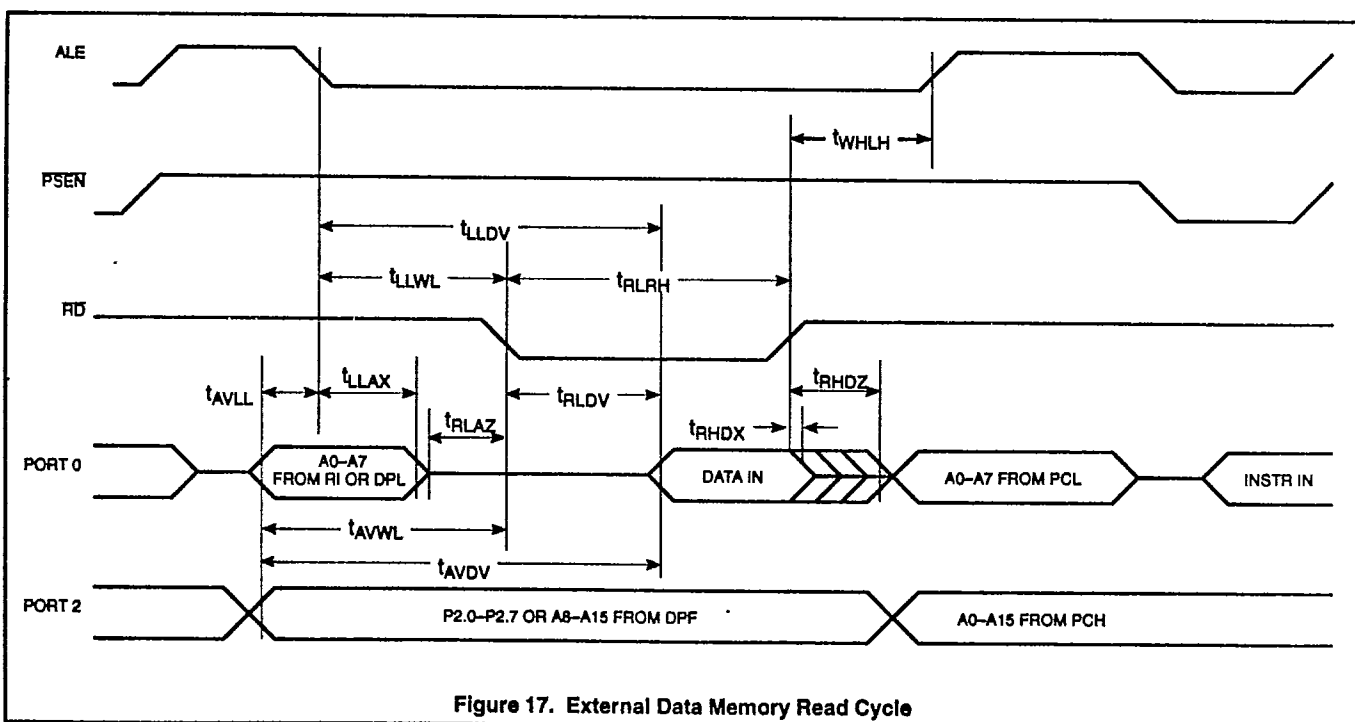 ALE
tWHLH
PSEN
tLLDV
tLLWL
tRLRH
RD
tAVLL
tLLAX
tRLDV
tRHDZ
tRLAZ
tRHDX
PORT 0
A0–A7
FROM RI OR DPL
DATA IN
A0–A7 FROM PCL
INSTR IN
tAVWL
tAVDV
PORT 2
P2.0–P2.7 OR A8–A15 FROM DPF
A0–A15 FROM PCH
Figure 17. External Data Memory Read Cycle